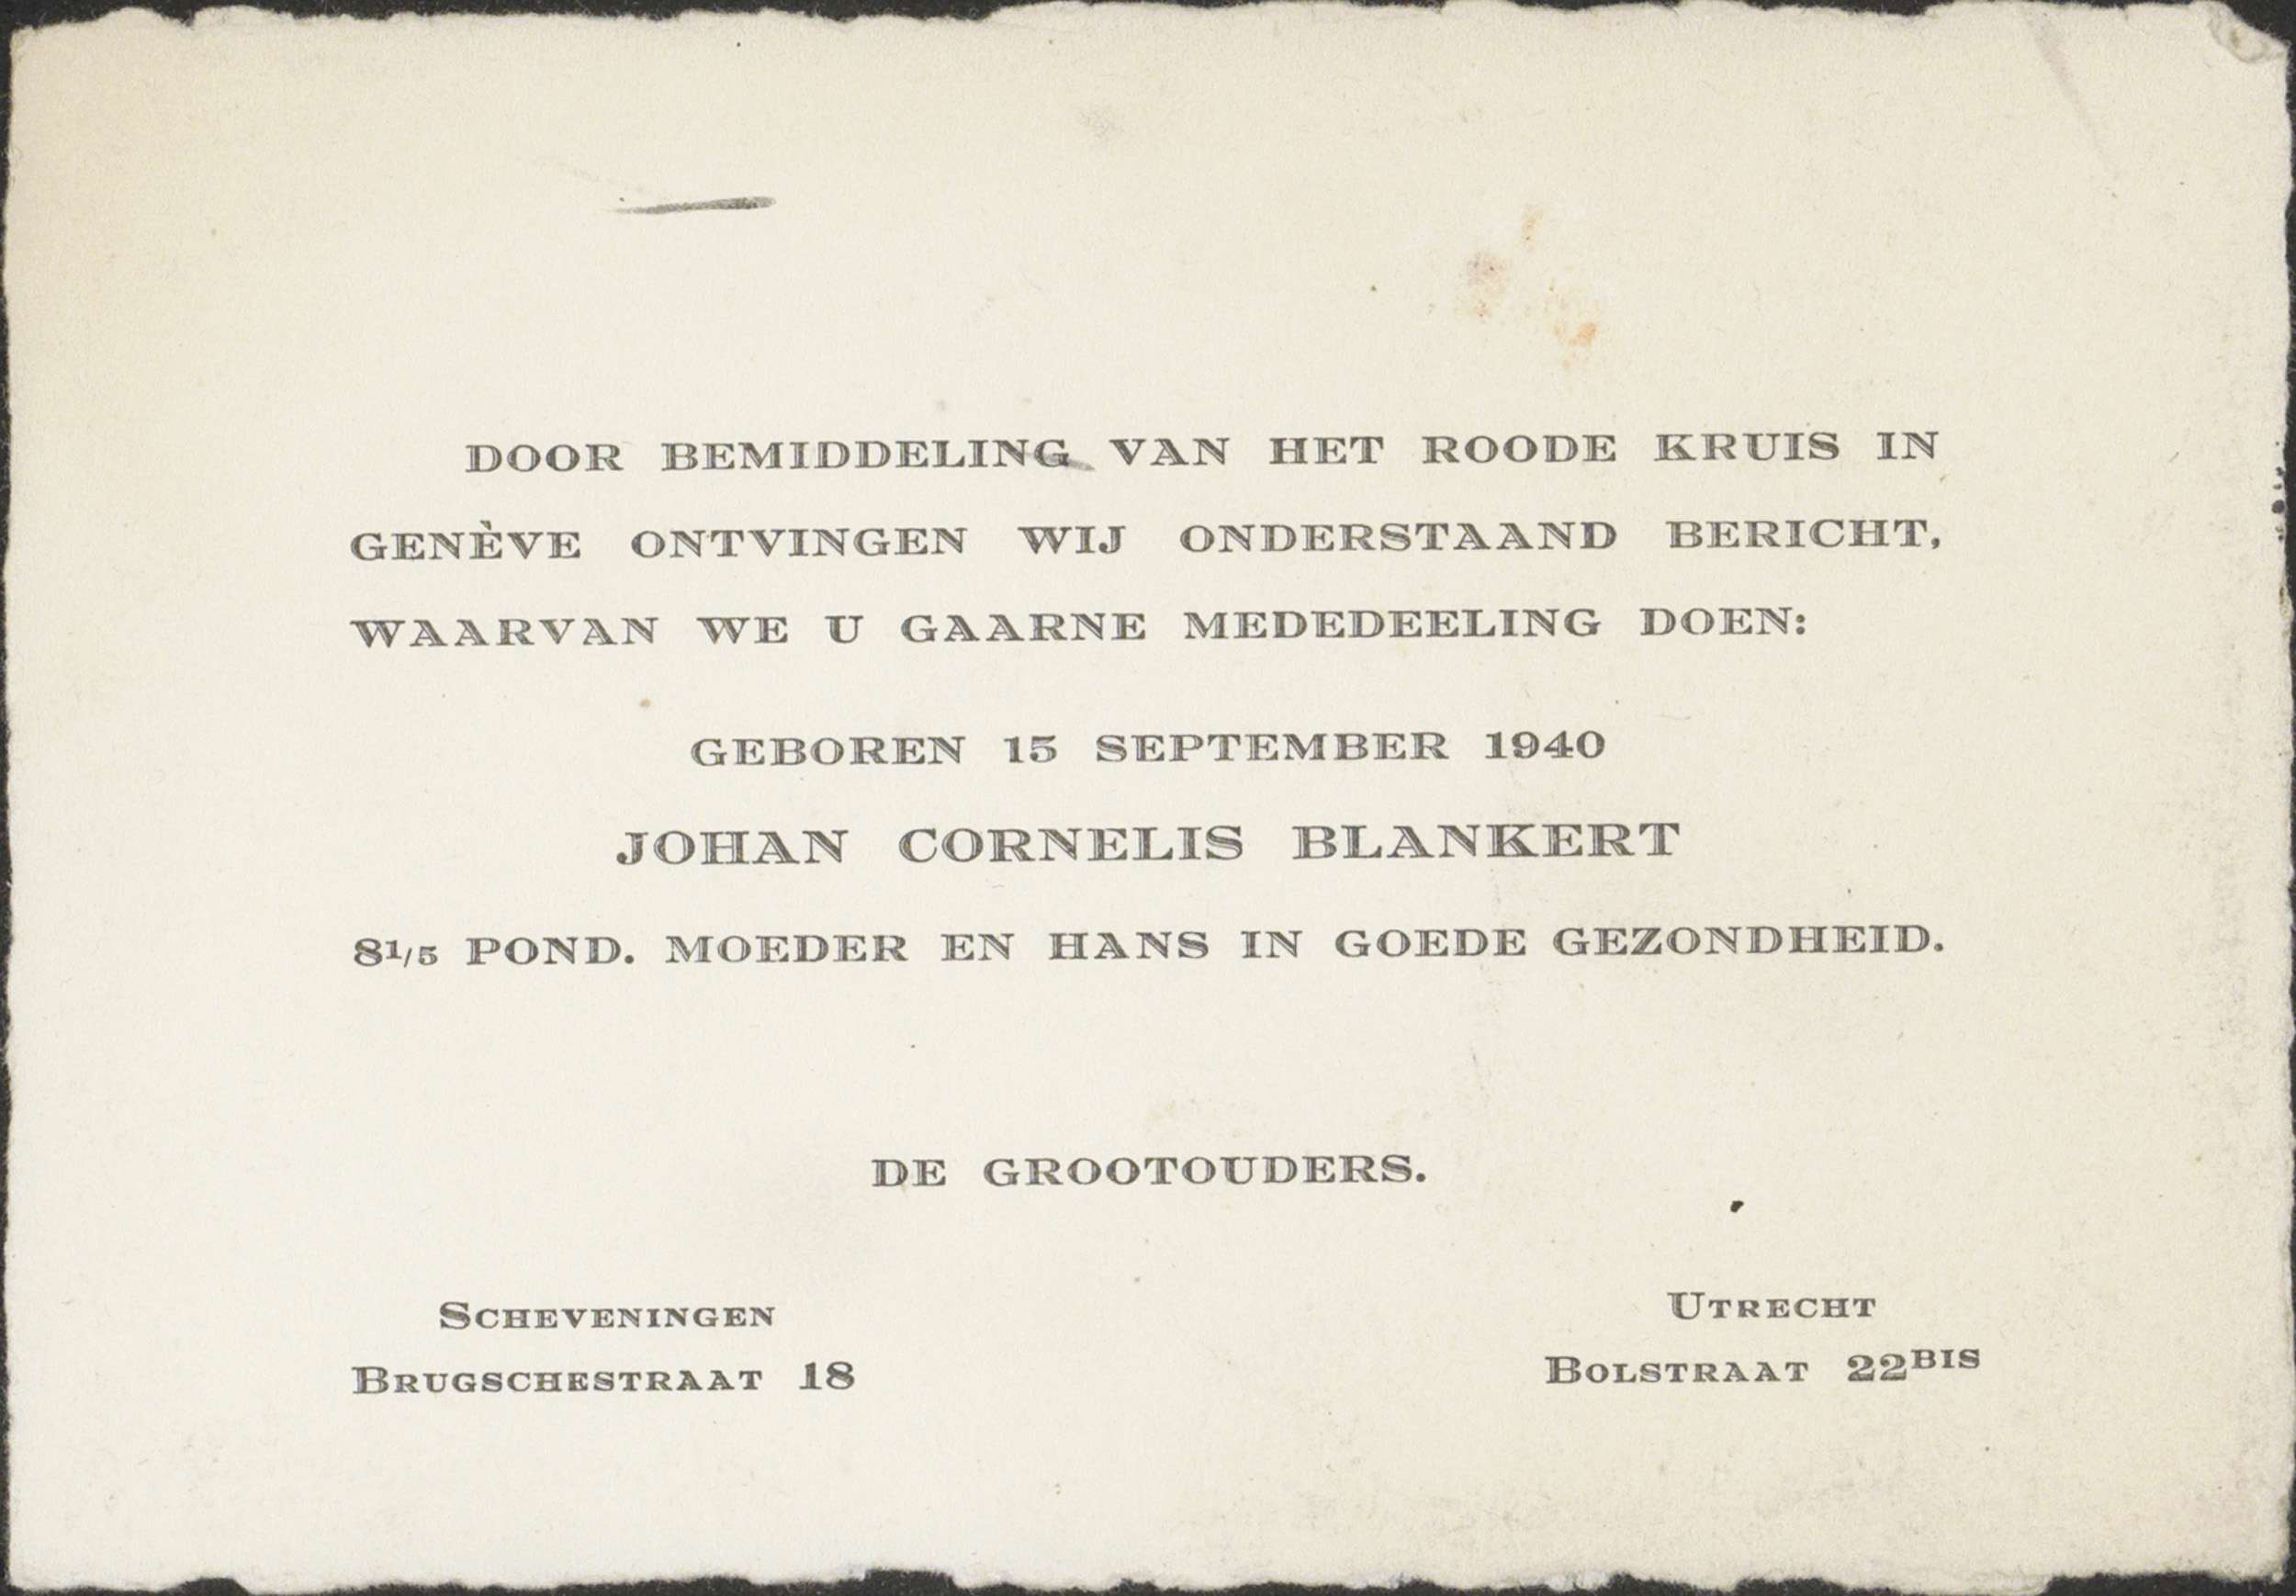 DOOR BEMIDDELING VAN HET ROODE KRUIS IN
GENÈVE ONTVINGEN WIJ ONDERSTAAND BERICHT,
WAARVAN WE U GAARNE MEDEDEELING DOEN:
GEBOREN 15 SEPTEMBER 1940
JOHAN CORNELIS BLANKERT
8 1/5 POND. MOEDER EN HANS IN GOEDE GEZONDHEID.
DE GROOTOUDERS.
SCHEVENINGEN
BRUGSCHESTRAAT 18
UTRECHT
BOLSTRAAT 22BIS